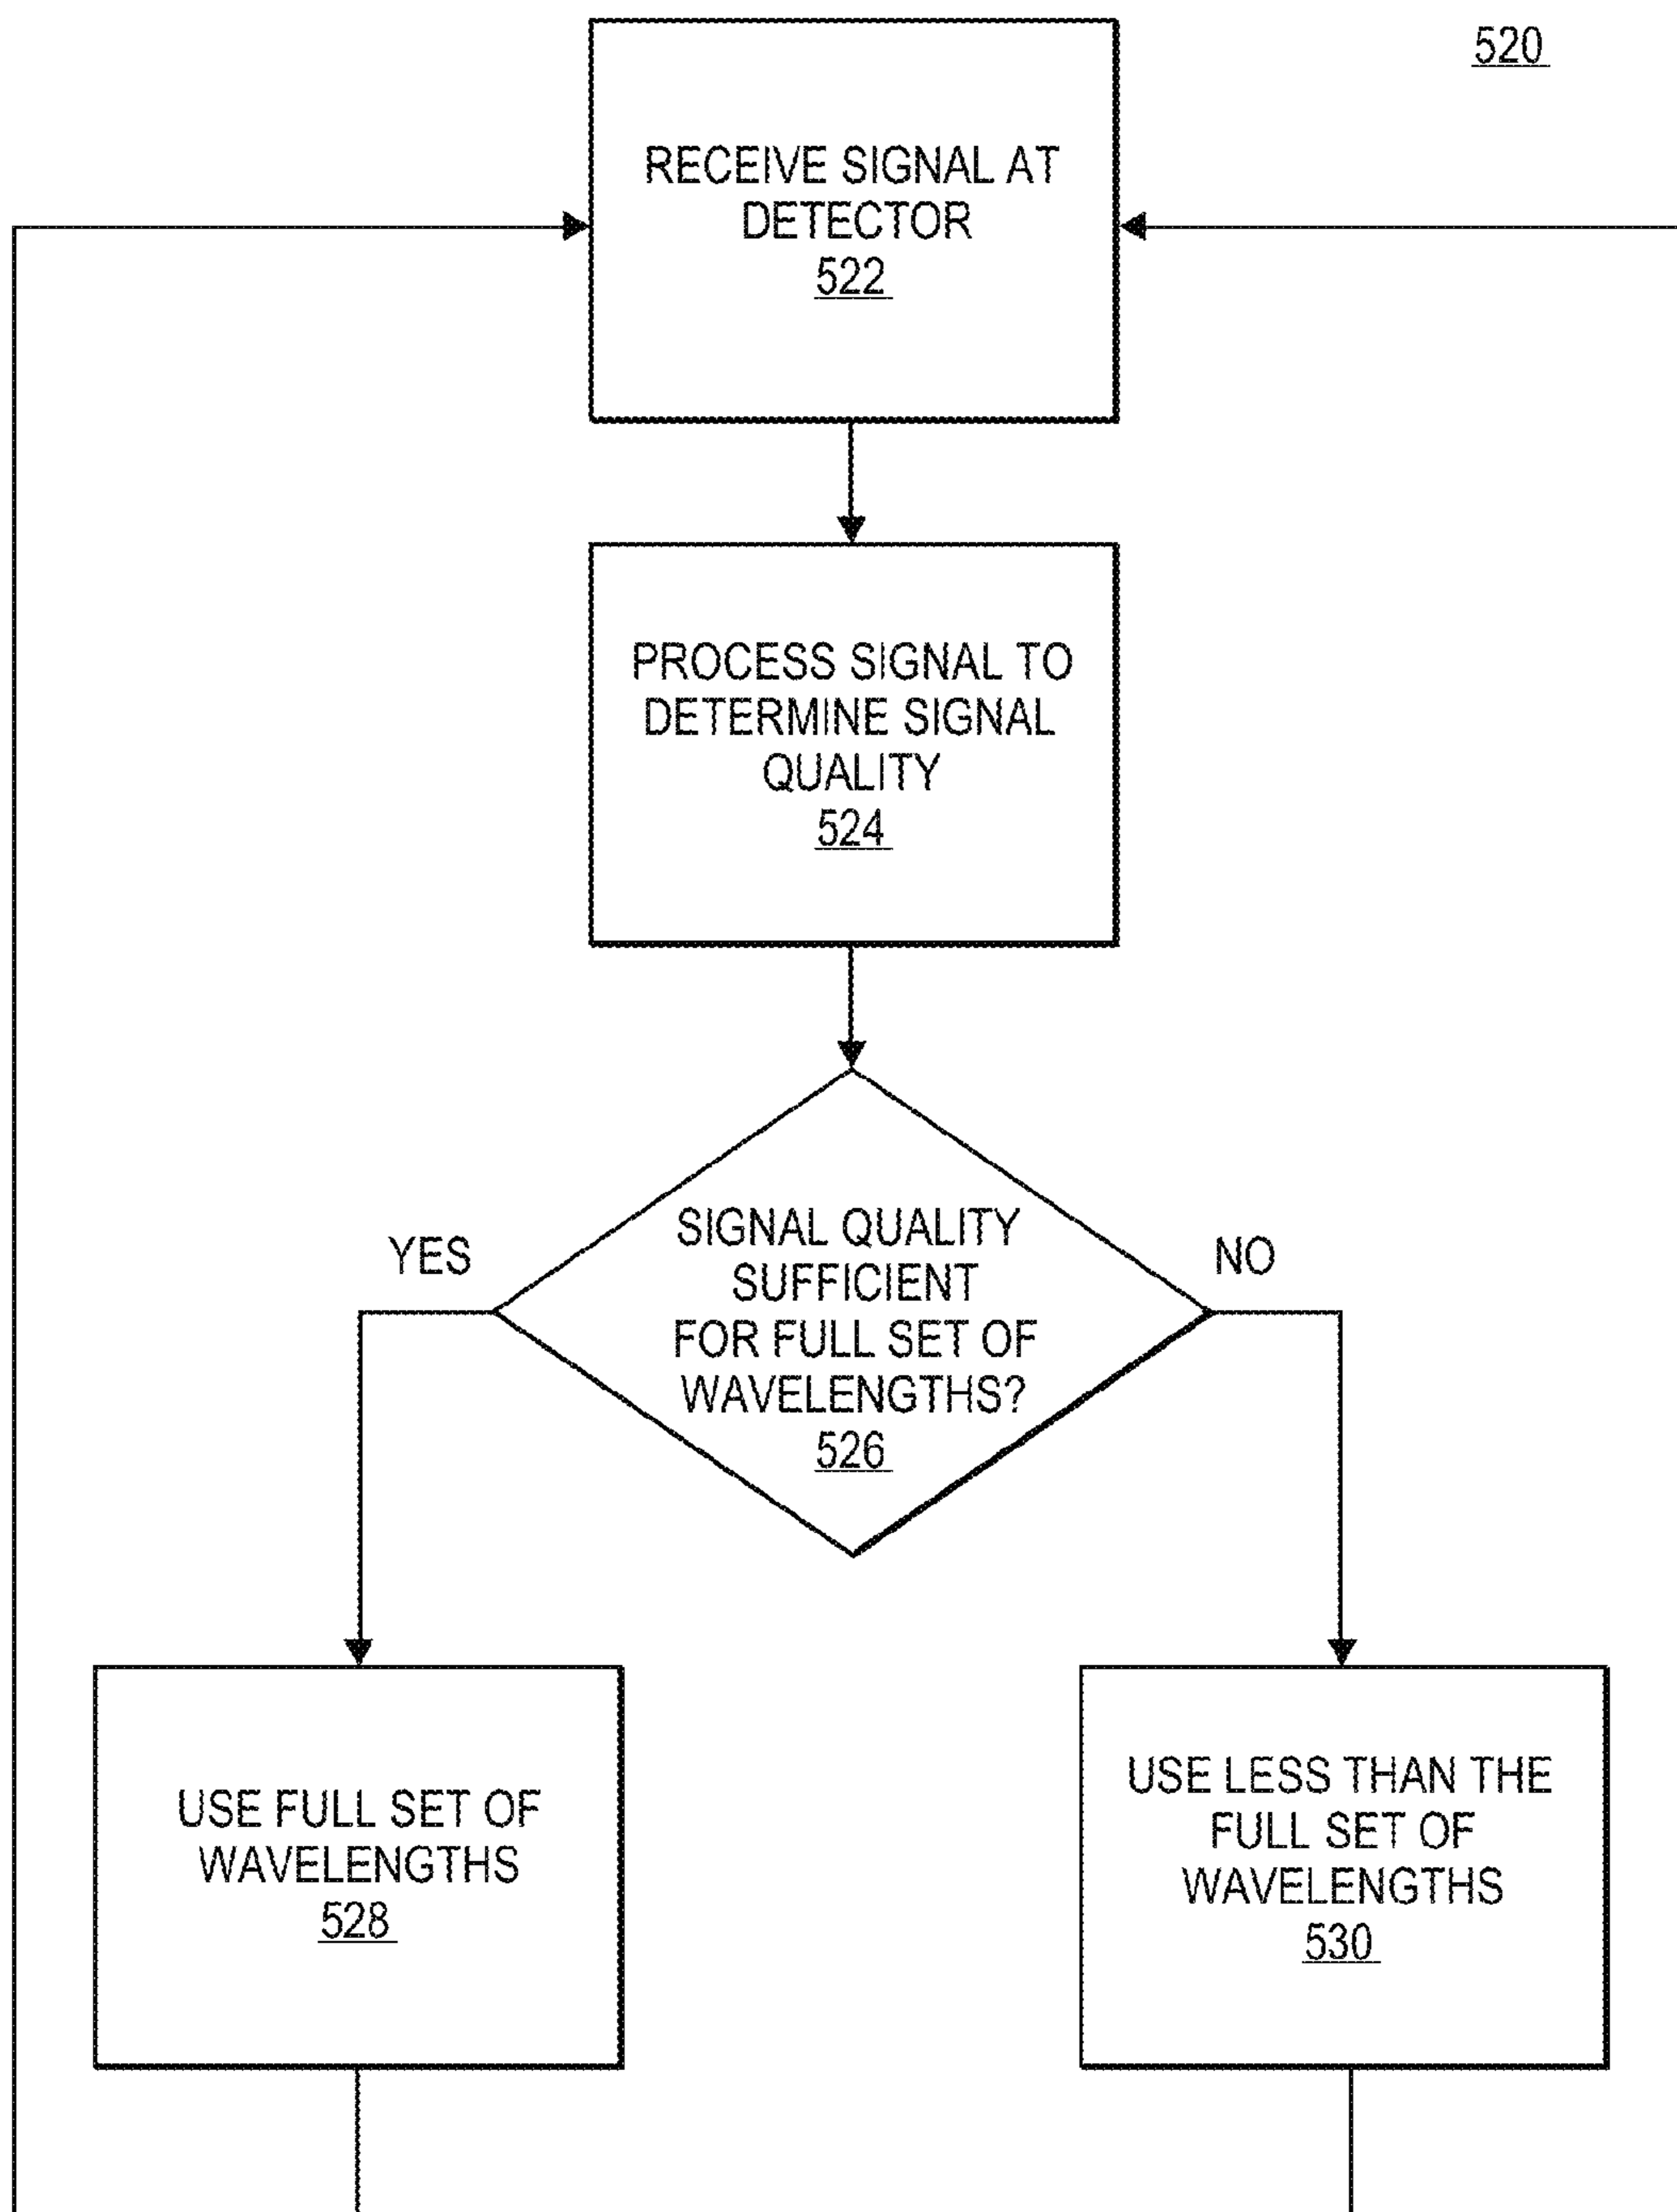 520
RECEIVE SIGNAL AT
DETECTOR
522
PROCESS SIGNAL TO
DETERMINE SIGNAL
QUALITY
524
SIGNAL QUALITY
SUFFICIENT
FOR FULL SET OF
WAVELENGTHS?
526
YES
NO
USE FULL SET OF
WAVELENGTHS
528
USE LESS THAN THE
FULL SET OF
WAVELENGTHS
530